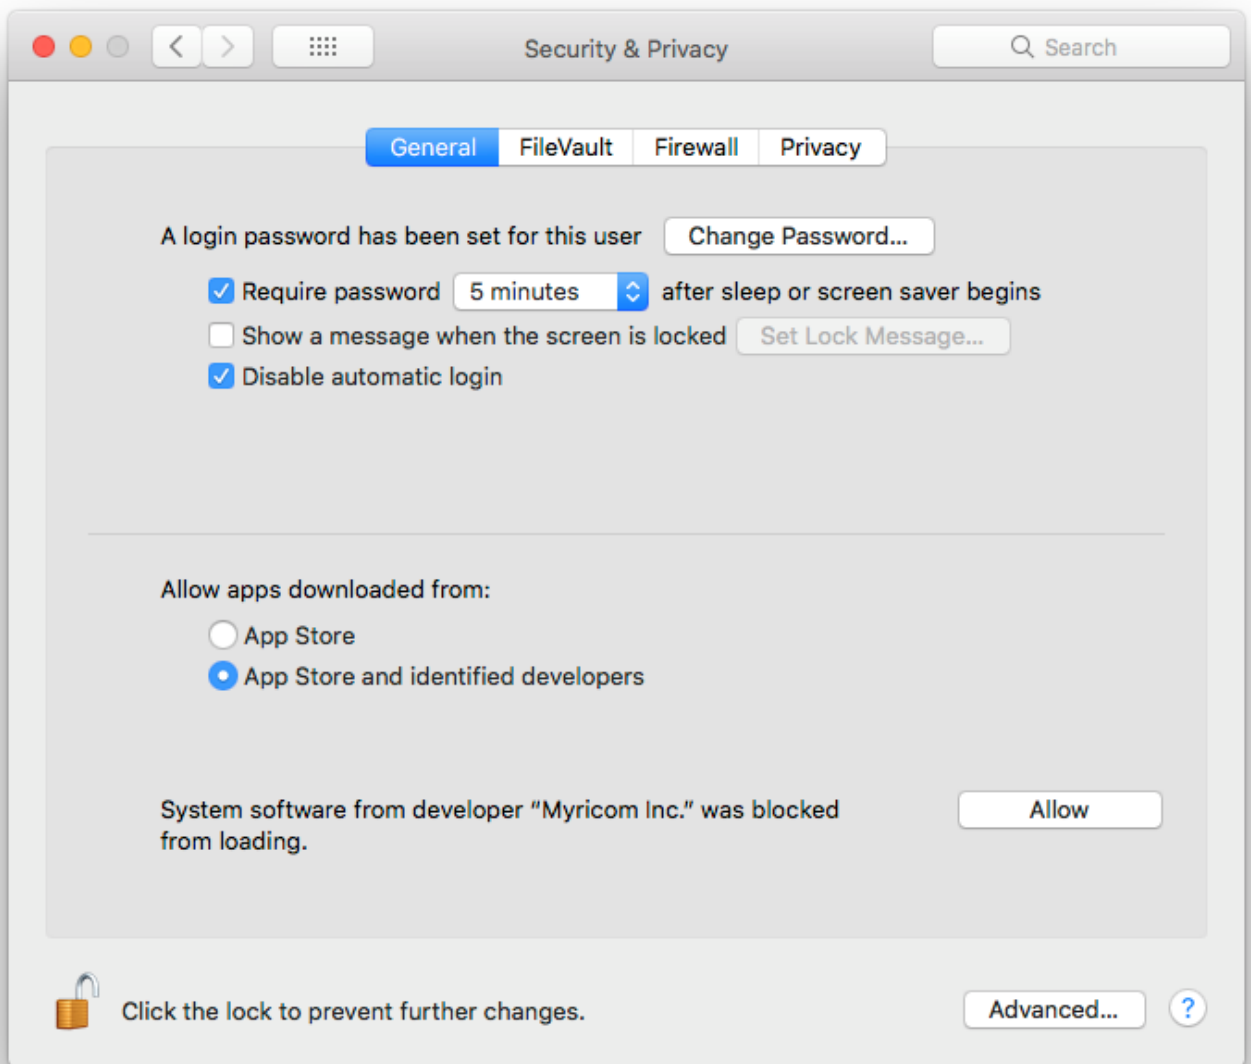 Security & Privacy
Search
General FileVault Firewall Privacy
A login password has been set for this user Change Password...
Require password 5 minutes after sleep or screen saver begins
Show a message when the screen is locked Set Lock Message...
Disable automatic login
Allow apps downloaded from:
App Store
App Store and identified developers
System software from developer “Myricom Inc.” was blocked
from loading.
Allow
Click the lock to prevent further changes.
Advanced...
?